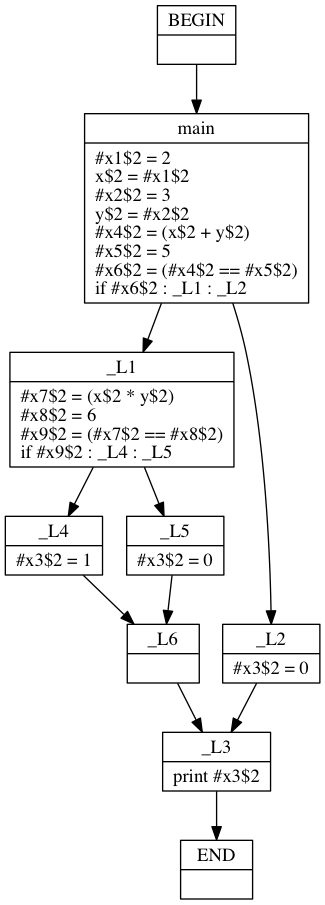 BEGIN
main
#x1$2 = 2
x$2 = #x1$2
#x2$2 = 3
y$2 = #x2$2
#x4$2 = (x$2 + y$2)
#x5$2 = 5
#x6$2 = (#x4$2 == #x5$2)
if #x6$2 : _L1 : _L2
_L1
#x7$2 = (x$2 * y$2)
#x8$2 = 6
#x9$2 = (#x7$2 == #x8$2)
if #x9$2 : _L4 : _L5
_L4
#x3$2 = 1
_L5
#x3$2 = 0
_L6
_L2
#x3$2 = 0
_L3
print #x3$2
END